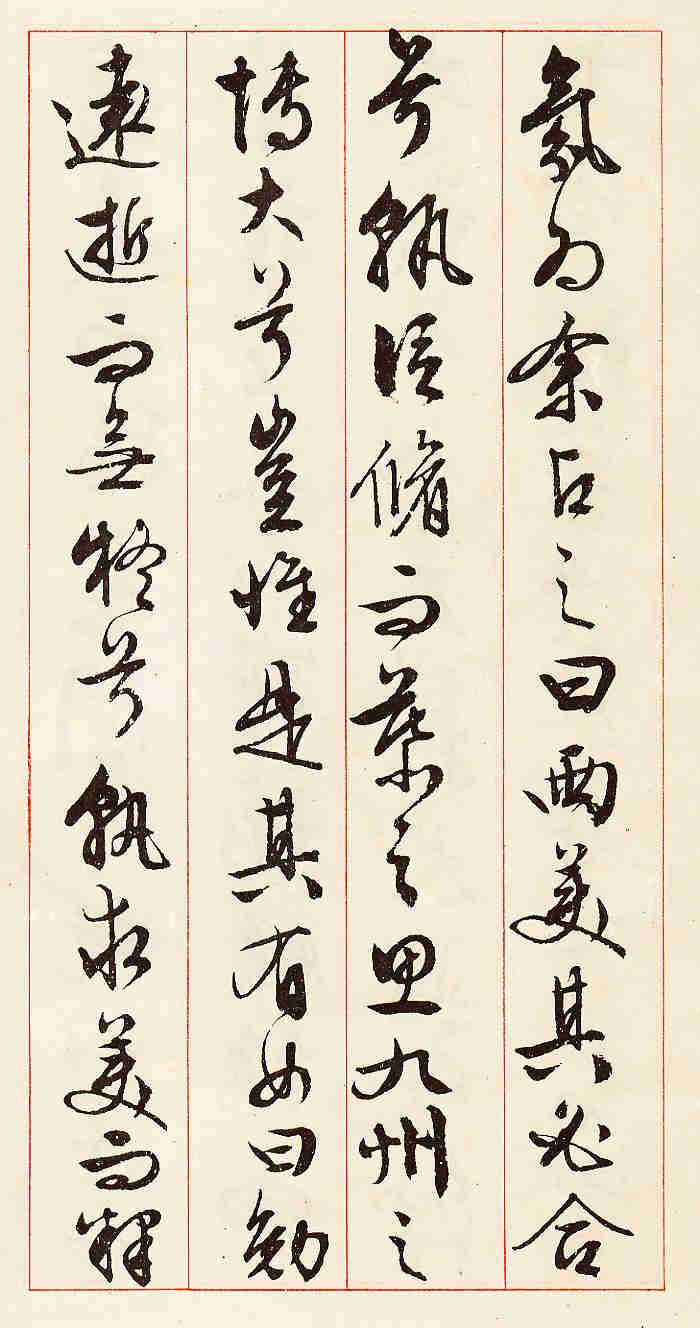 氛為余占之曰兩美其必合
兮孰信脩而慕之思九州之
博大兮豈惟是其有女曰勉
遠逝而無疑兮孰求美而釋